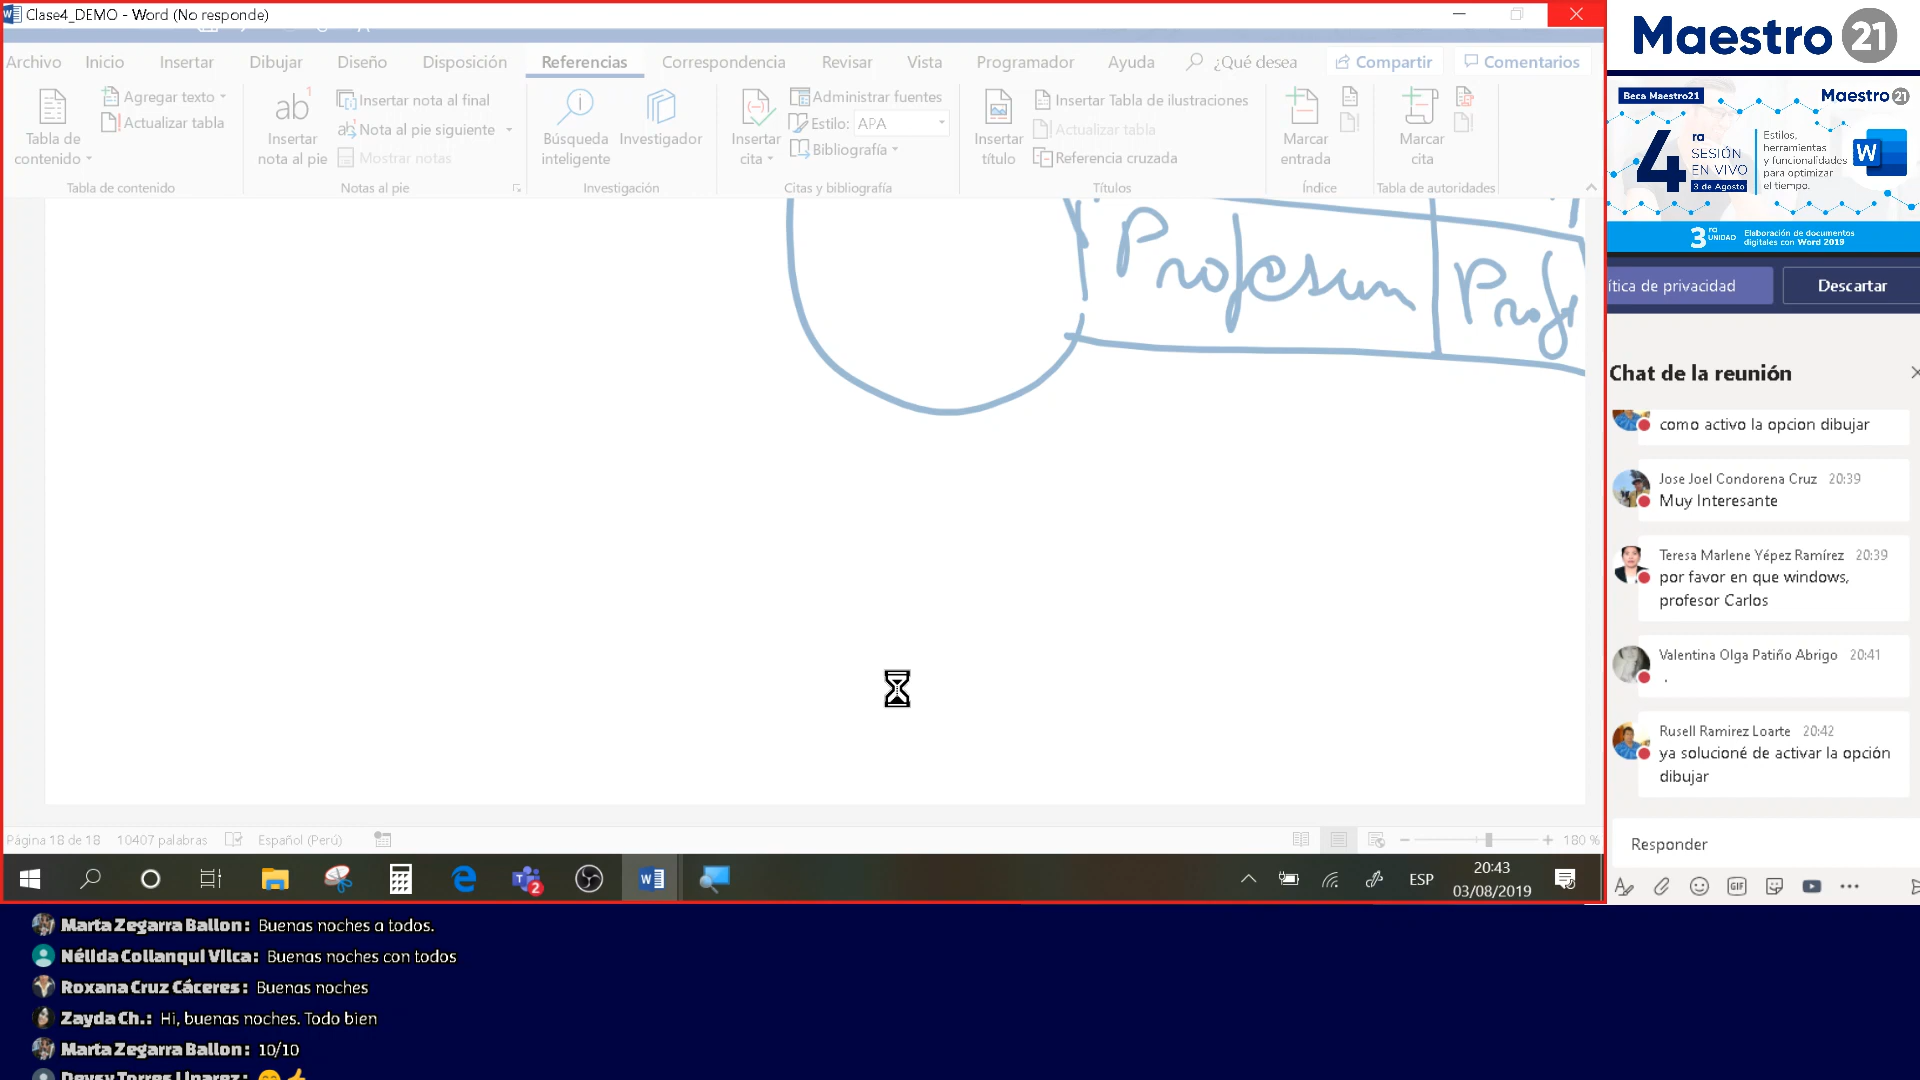 Clase4_DEMO - Word (No responde)
Archivo Inicio Insertar Dibujar Diseño Disposición Referencias Correspondencia Revisar Vista Programador Ayuda ¿Qué desea Compartir Comentarios
Tabla de contenido
Agregar texto
Actualizar tabla
Tabla de contenido
ab1
Insertar nota al pie
Insertar nota al final
Nota al pie siguiente
Mostrar notas
Notas al pie
Búsqueda inteligente
Investigador
Investigación
Insertar cita
Administrar fuentes
Estilo: APA
Bibliografía
Citas y bibliografía
Insertar título
Insertar Tabla de ilustraciones
Actualizar tabla
Referencia cruzada
Títulos
Marcar entrada
Índice
Marcar cita
Tabla de autoridades
Página 18 de 18 10407 palabras Español (Perú) 180 %
2
ESP
20:43
03/08/2019
Maestro 21
Beca Maestro21
Maestro 21
4 ra
SESIÓN
EN VIVO
3 de Agosto
Estilos,
herramientas
y funcionalidades
para optimizar
el tiempo.
W
3 ra UNIDAD
Elaboración de documentos
digitales con Word 2019
ítica de privacidad
Descartar
Chat de la reunión
como activo la opcion dibujar
Jose Joel Condorena Cruz 20:39
Muy Interesante
Teresa Marlene Yépez Ramírez 20:39
por favor en que windows,
profesor Carlos
Valentina Olga Patiño Abrigo 20:41
.
Rusell Ramirez Loarte 20:42
ya solucioné de activar la opción
dibujar
Responder
GIF
Marta Zegarra Ballon: Buenas noches a todos.
Nélida Collanqui Vilca: Buenas noches con todos
Roxana Cruz Cáceres: Buenas noches
Zayda Ch.: Hi, buenas noches. Todo bien
Marta Zegarra Ballon: 10/10